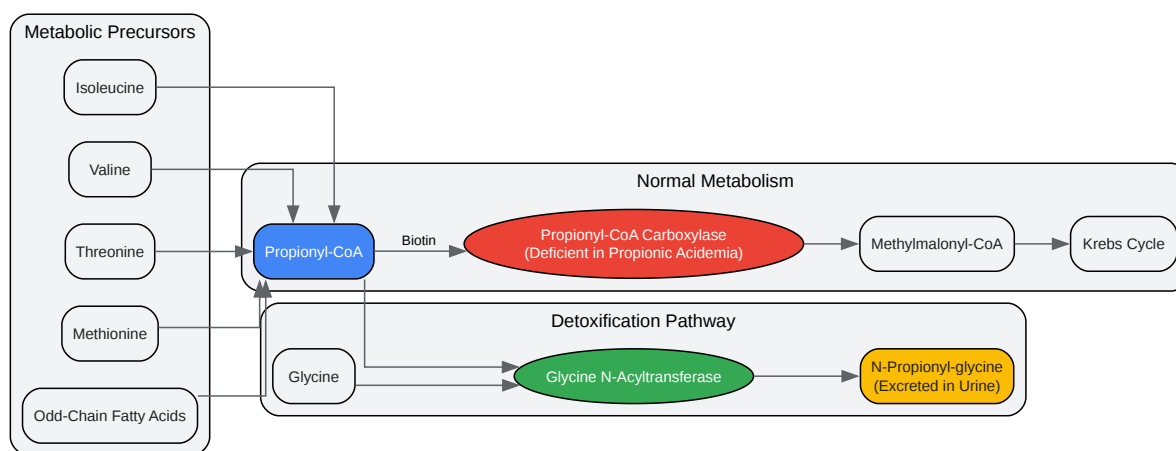 Metabolic Precursors
Isoleucine
Valine
Threonine
Methionine
Odd-Chain Fatty Acids
Normal Metabolism
Propionyl-CoA
Biotin
Propionyl-CoA Carboxylase
(Deficient in Propionic Acidemia)
Methylmalonyl-CoA
Krebs Cycle
Detoxification Pathway
Glycine
Glycine N-Acyltransferase
N-Propionyl-glycine
(Excreted in Urine)